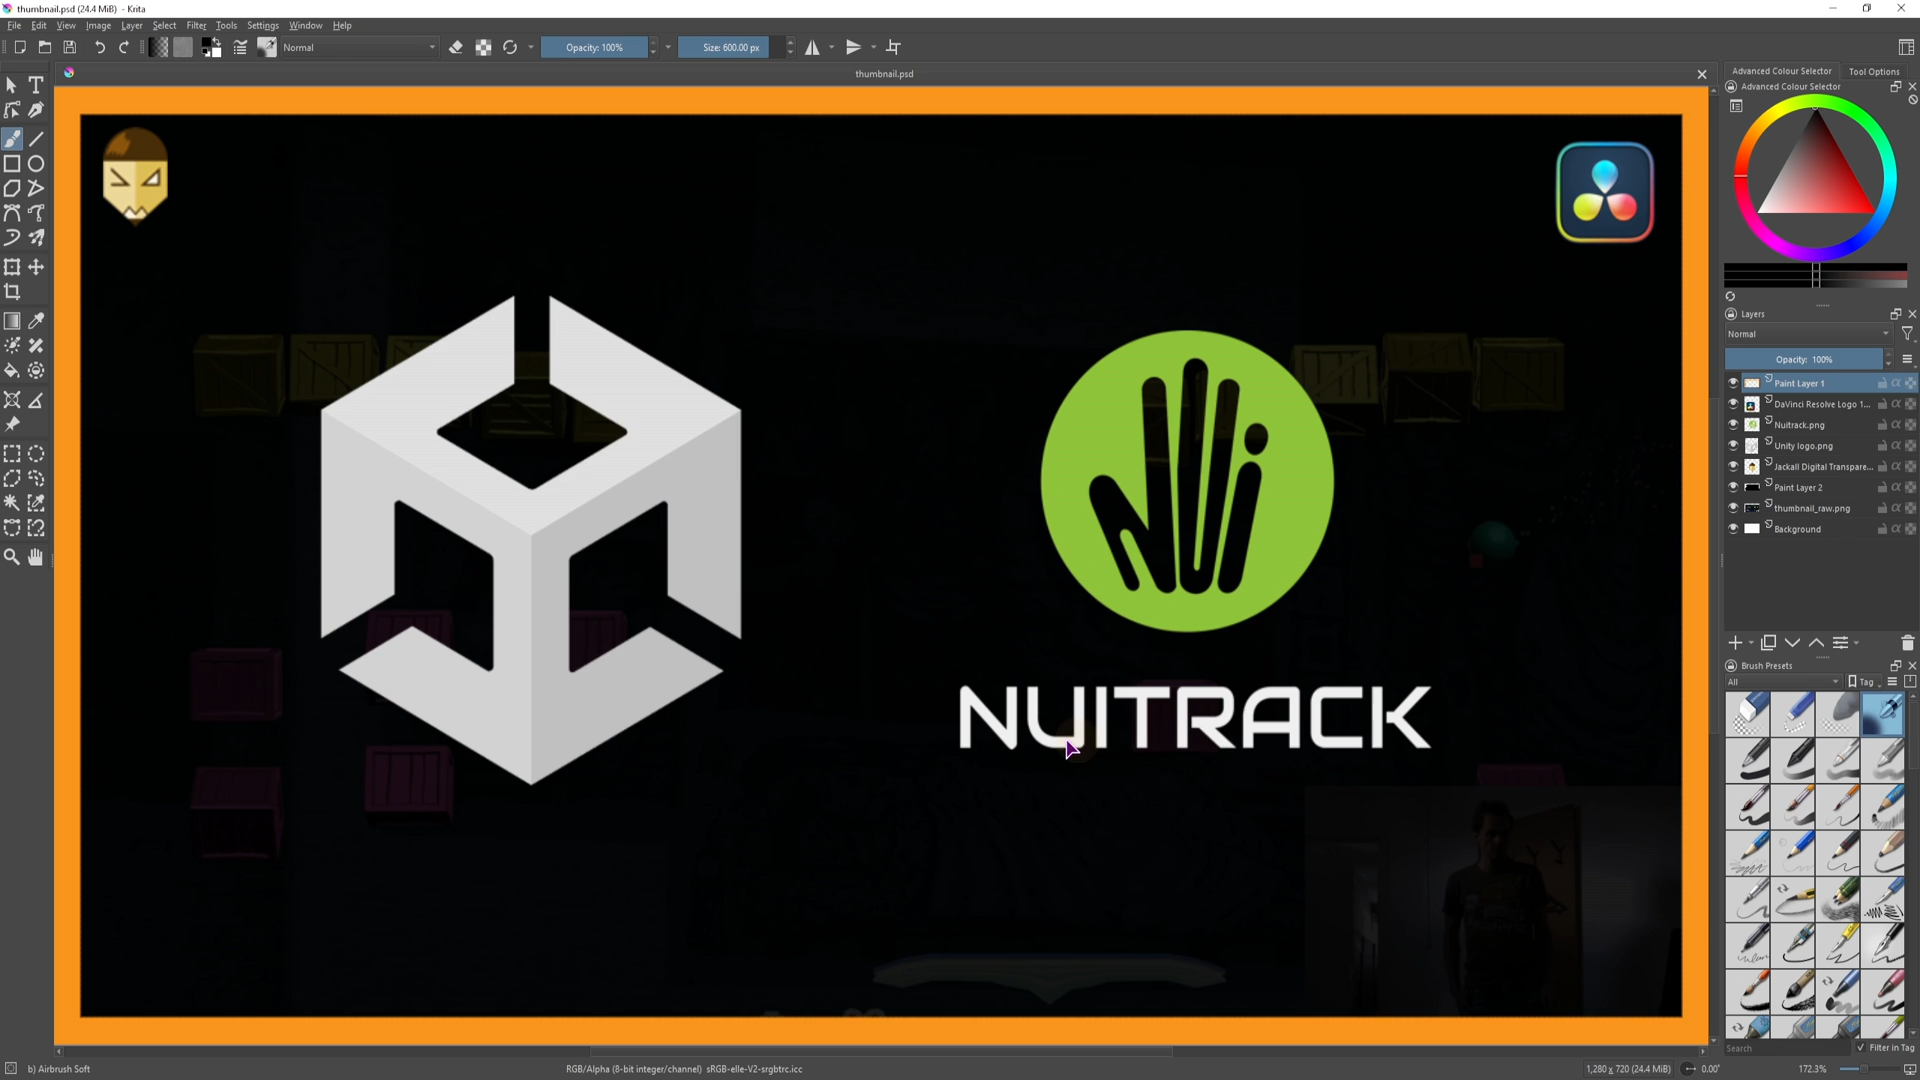 thumbnail.psd (24.4 MiB) - Krita
File Edit View Image Layer Select Filter Tools Settings Window Help
Normal
Opacity: 100%
Size: 600.00 px
thumbnail.psd
Advanced Colour Selector
Tool Options
Advanced Colour Selector
Layers
Normal
Opacity: 100%
Paint Layer 1
DaVinci Resolve Logo 1...
Nuitrack.png
Unity logo.png
Jackall Digital Transpare...
Paint Layer 2
thumbnail_raw.png
Background
NUi
NUITRACK
Brush Presets
All
Tag
Search
Filter in Tag
b) Airbrush Soft
RGB/Alpha (8-bit integer/channel) sRGB-elle-V2-srgbtrc.icc
1,280 x 720 (24.4 MiB)
0.00°
172.3%